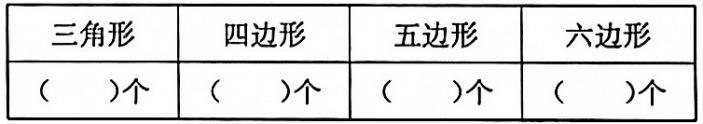 三角形 四边形 五边形 六边形
(　　)个 (　　)个 (　　)个 (　　)个